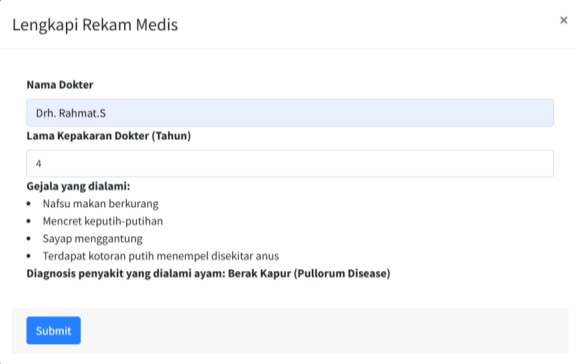 Lengkapi Rekam Medis
×
Nama Dokter
Drh. Rahmat.S
Lama Kepakaran Dokter (Tahun)
4
Gejala yang dialami:
• Nafsu makan berkurang
• Mencret keputih-putihan
• Sayap menggantung
• Terdapat kotoran putih menempel disekitar anus
Diagnosis penyakit yang dialami ayam: Berak Kapur (Pullorum Disease)
Submit